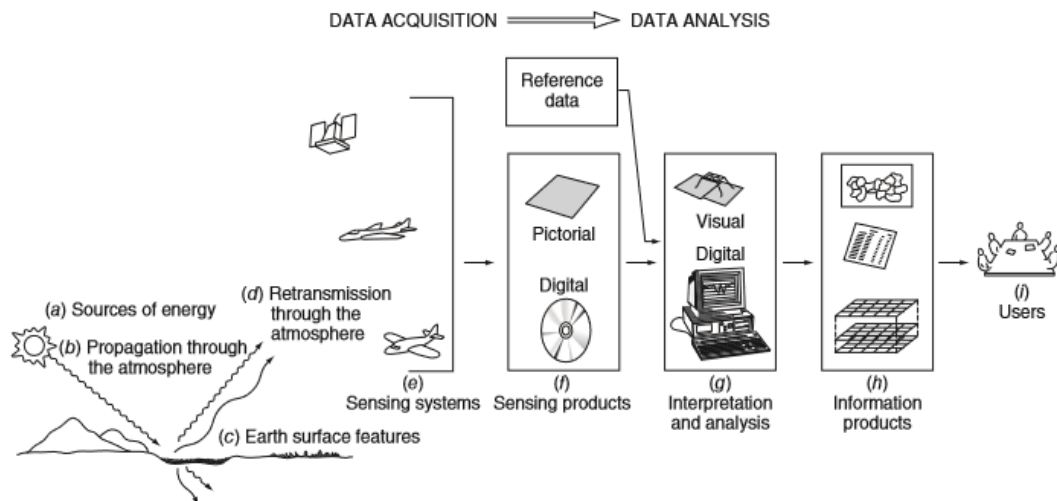 DATA ACQUISITION
DATA ANALYSIS
Reference
data
Pictorial
Digital
Visual
Digital
(a) Sources of energy
(b) Propagation through
the atmosphere
(c) Earth surface features
(d) Retransmission
through the
atmosphere
(e)
Sensing systems
(f)
Sensing products
(g)
Interpretation
and analysis
(h)
Information
products
(i)
Users